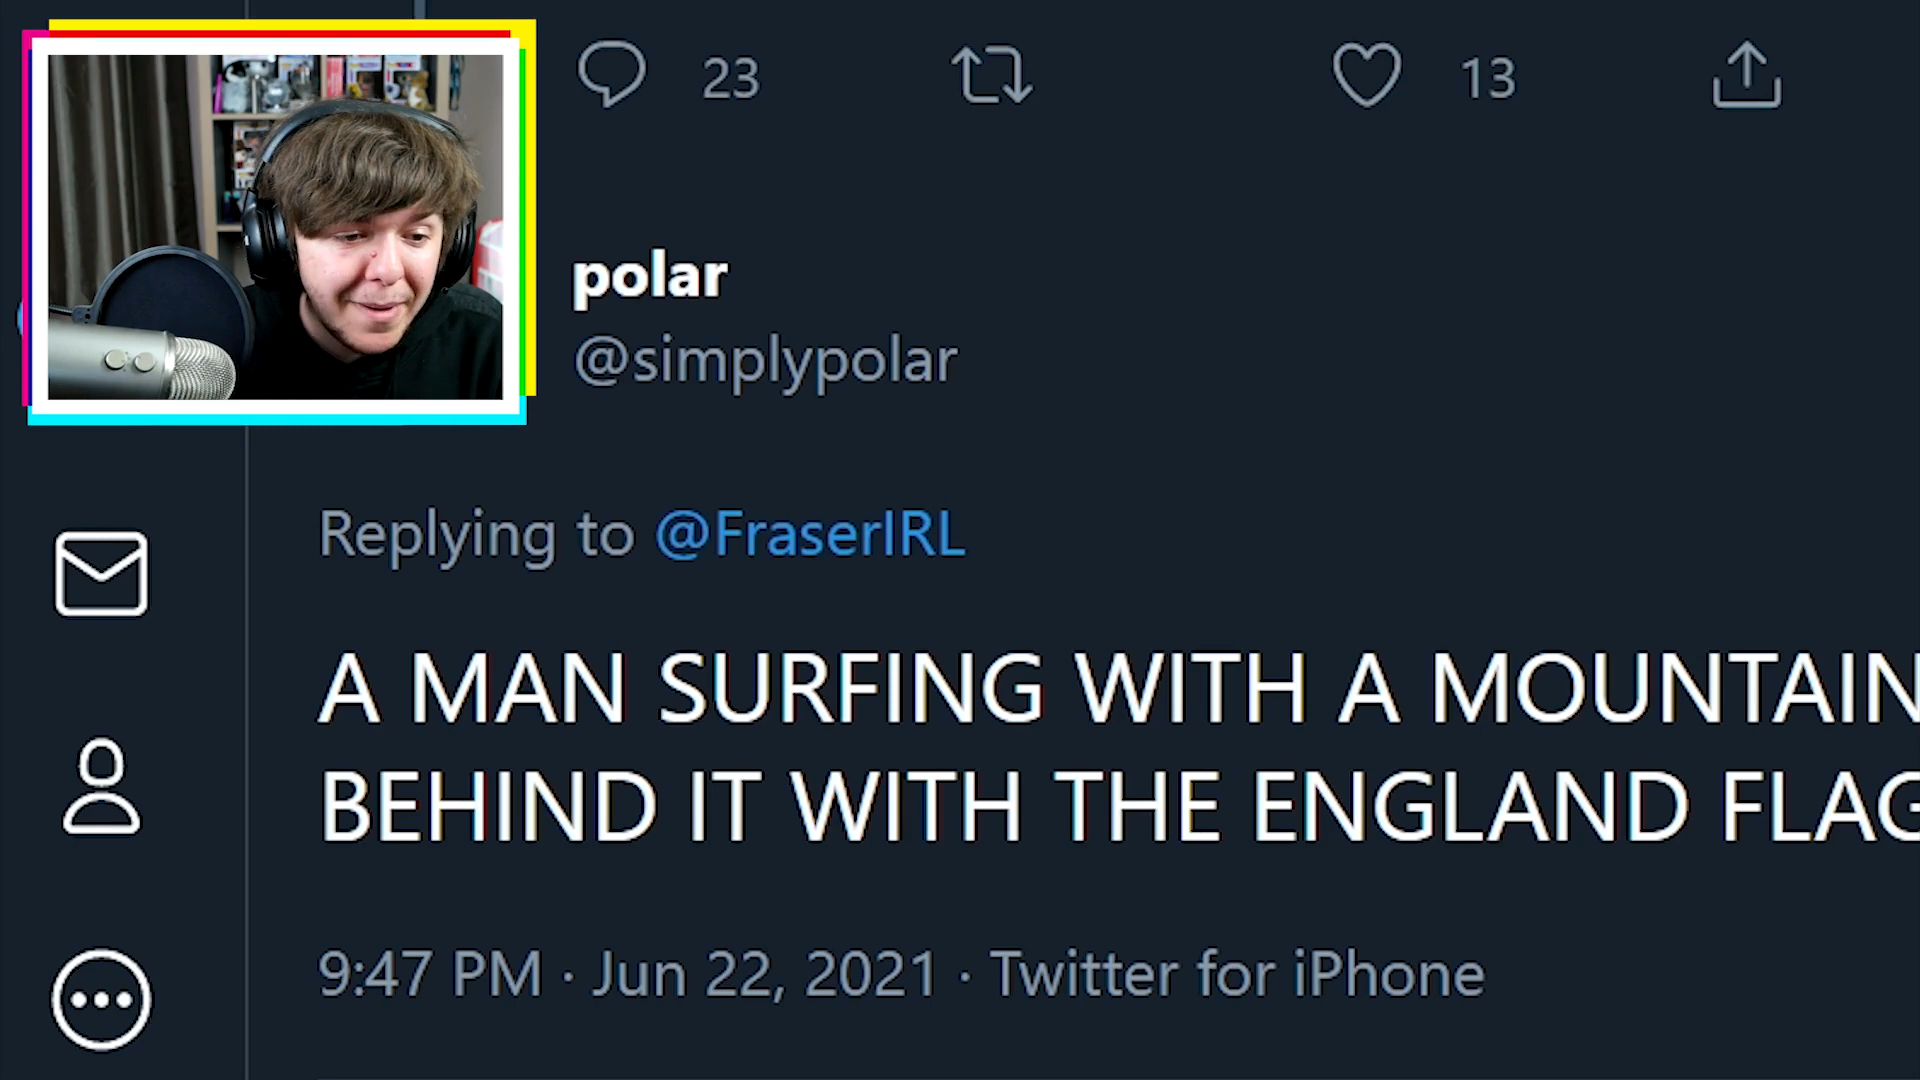 23 13
polar
@simplypolar
Replying to @FraserIRL
A MAN SURFING WITH A MOUNTAIN
BEHIND IT WITH THE ENGLAND FLAG
9:47 PM · Jun 22, 2021 · Twitter for iPhone